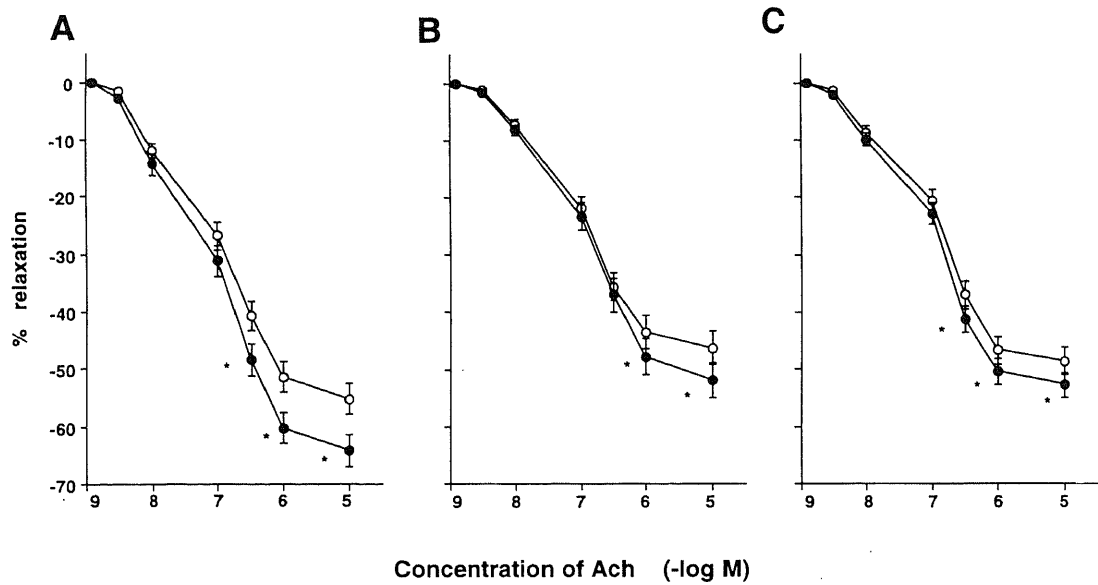 A B C
0
-10
-20
-30
-40
-50
-60
-70
% relaxation
* * *
* *
* * *
9 8 7 6 5
9 8 7 6 5
9 8 7 6 5
Concentration of Ach (-log M)